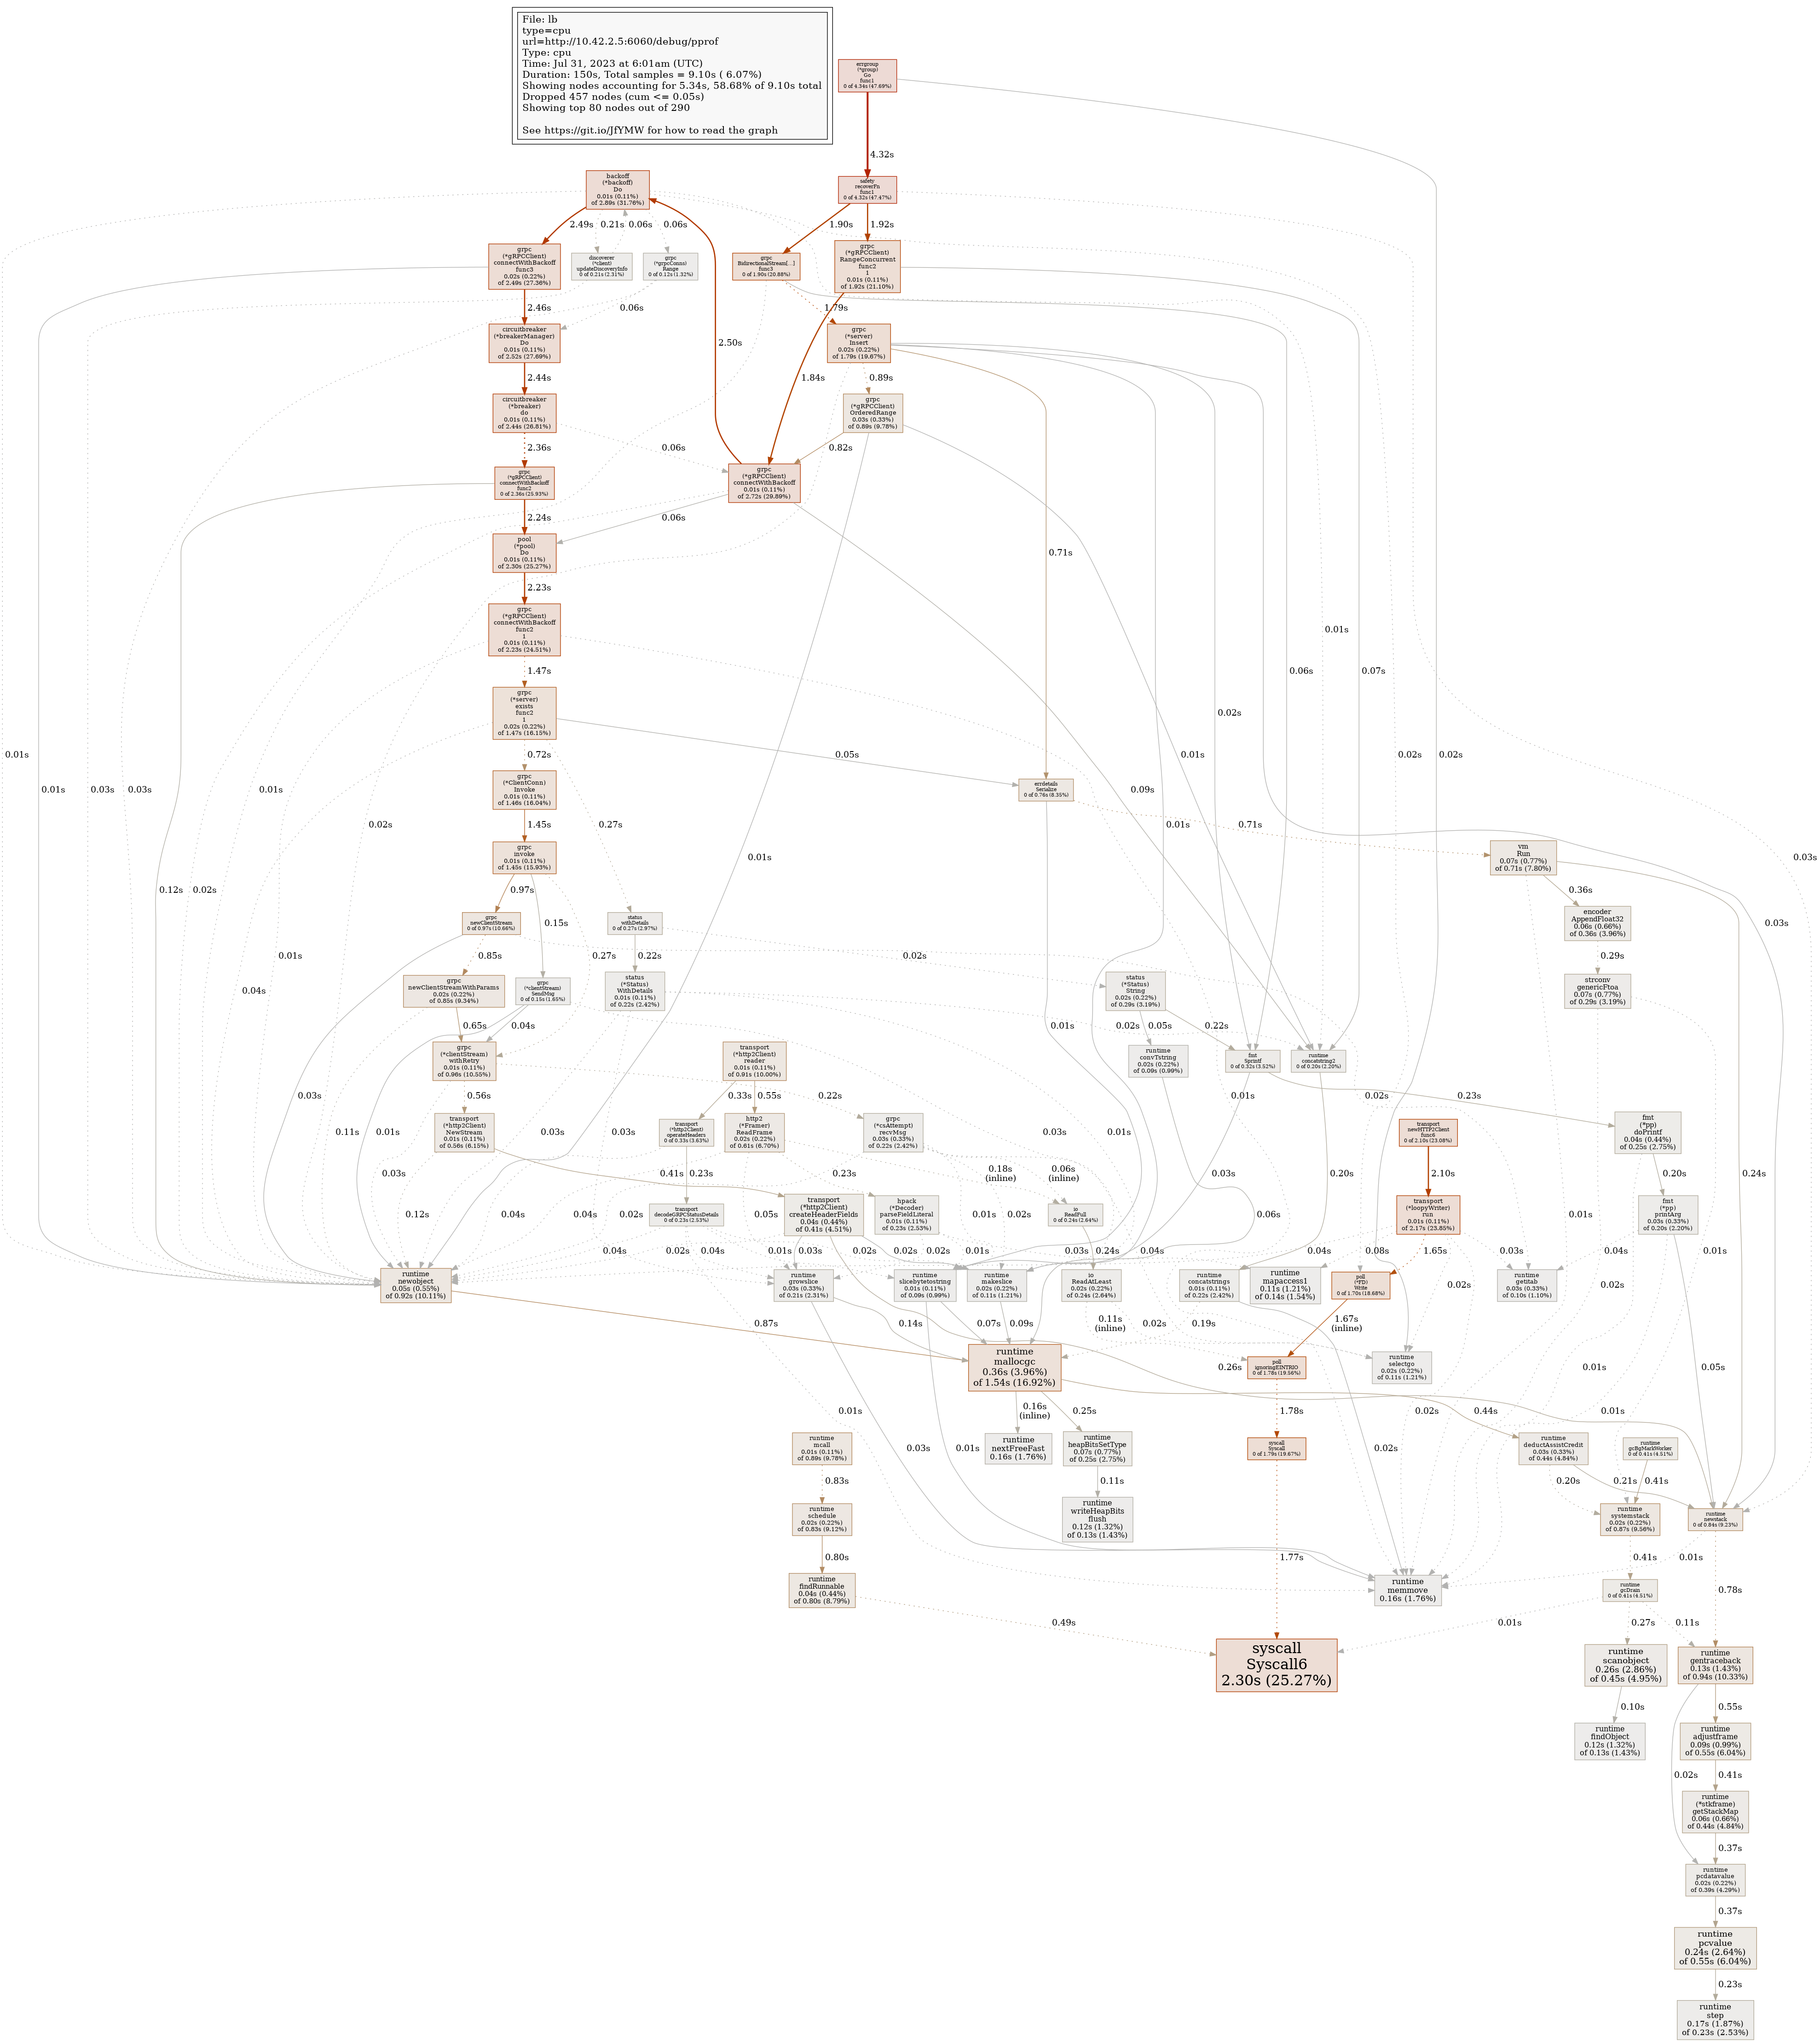 File: lb
type=cpu
url=http://10.42.2.5:6060/debug/pprof
Type: cpu
Time: Jul 31, 2023 at 6:01am (UTC)
Duration: 150s, Total samples = 9.10s ( 6.07%)
Showing nodes accounting for 5.34s, 58.68% of 9.10s total
Dropped 457 nodes (cum <= 0.05s)
Showing top 80 nodes out of 290
See https://git.io/JfYMW for how to read the graph
errgroup
(*group)
Go
func1
0 of 4.34s (47.69%)
4.32s
backoff
(*backoff)
Do
0.01s (0.11%)
of 2.89s (31.76%)
safety
recoverFn
func1
0 of 4.32s (47.47%)
2.49s
0.21s
0.06s
0.06s
1.90s
1.92s
grpc
(*gRPCClient)
connectWithBackoff
func3
0.02s (0.22%)
of 2.49s (27.36%)
discoverer
(*client)
updateDiscoveryInfo
0 of 0.21s (2.31%)
grpc
(*grpcConns)
Range
0 of 0.12s (1.32%)
grpc
BidirectionalStream[...]
func3
0 of 1.90s (20.88%)
grpc
(*gRPCClient)
RangeConcurrent
func2
1
0.01s (0.11%)
of 1.92s (21.10%)
2.46s
0.06s
1.79s
circuitbreaker
(*breakerManager)
Do
0.01s (0.11%)
of 2.52s (27.69%)
2.50s
grpc
(*server)
Insert
0.02s (0.22%)
of 1.79s (19.67%)
2.44s
1.84s
0.89s
circuitbreaker
(*breaker)
do
0.01s (0.11%)
of 2.44s (26.81%)
grpc
(*gRPCClient)
OrderedRange
0.03s (0.33%)
of 0.89s (9.78%)
2.36s
0.06s
0.82s
grpc
(*gRPCClient)
connectWithBackoff
func2
0 of 2.36s (25.93%)
grpc
(*gRPCClient)
connectWithBackoff
0.01s (0.11%)
of 2.72s (29.89%)
2.24s
0.06s
0.71s
pool
(*pool)
Do
0.01s (0.11%)
of 2.30s (25.27%)
2.23s
grpc
(*gRPCClient)
connectWithBackoff
func2
1
0.01s (0.11%)
of 2.23s (24.51%)
0.01s
1.47s
0.06s
0.07s
grpc
(*server)
exists
func2
1
0.02s (0.22%)
of 1.47s (16.15%)
0.02s
0.01s
0.01s
0.03s
0.03s
0.72s
0.05s
0.01s
0.02s
0.02s
grpc
(*ClientConn)
Invoke
0.01s (0.11%)
of 1.46s (16.04%)
errdetails
Serialize
0 of 0.76s (8.35%)
0.01s
0.09s
0.02s
1.45s
0.27s
0.01s
0.71s
grpc
invoke
0.01s (0.11%)
of 1.45s (15.93%)
vm
Run
0.07s (0.77%)
of 0.71s (7.80%)
0.01s
0.03s
0.12s
0.02s
0.97s
0.36s
grpc
newClientStream
0 of 0.97s (10.66%)
0.15s
status
withDetails
0 of 0.27s (2.97%)
encoder
AppendFloat32
0.06s (0.66%)
of 0.36s (3.96%)
0.03s
0.01s
0.85s
0.27s
0.22s
0.02s
0.29s
0.04s
grpc
newClientStreamWithParams
0.02s (0.22%)
of 0.85s (9.34%)
grpc
(*clientStream)
SendMsg
0 of 0.15s (1.65%)
status
(*Status)
WithDetails
0.01s (0.11%)
of 0.22s (2.42%)
status
(*Status)
String
0.02s (0.22%)
of 0.29s (3.19%)
strconv
genericFtoa
0.07s (0.77%)
of 0.29s (3.19%)
0.65s
0.04s
0.01s
0.02s
0.05s
0.22s
0.01s
grpc
(*clientStream)
withRetry
0.01s (0.11%)
of 0.96s (10.55%)
transport
(*http2Client)
reader
0.01s (0.11%)
of 0.91s (10.00%)
runtime
convTstring
0.02s (0.22%)
of 0.09s (0.99%)
fmt
Sprintf
0 of 0.32s (3.52%)
runtime
concatstring2
0 of 0.20s (2.20%)
0.03s
0.56s
0.33s
0.55s
0.22s
0.01s
0.02s
0.23s
transport
(*http2Client)
NewStream
0.01s (0.11%)
of 0.56s (6.15%)
transport
(*http2Client)
operateHeaders
0 of 0.33s (3.63%)
http2
(*Framer)
ReadFrame
0.02s (0.22%)
of 0.61s (6.70%)
grpc
(*csAttempt)
recvMsg
0.03s (0.33%)
of 0.22s (2.42%)
transport
newHTTP2Client
func6
0 of 2.10s (23.08%)
fmt
(*pp)
doPrintf
0.04s (0.44%)
of 0.25s (2.75%)
0.11s
0.01s
0.03s
0.03s
0.03s
0.01s
0.01s
0.03s
0.41s
0.23s
0.23s
0.18s
(inline)
0.06s
(inline)
0.03s
0.20s
2.10s
0.20s
0.24s
transport
(*http2Client)
createHeaderFields
0.04s (0.44%)
of 0.41s (4.51%)
transport
decodeGRPCStatusDetails
0 of 0.23s (2.53%)
hpack
(*Decoder)
parseFieldLiteral
0.01s (0.11%)
of 0.23s (2.53%)
io
ReadFull
0 of 0.24s (2.64%)
transport
(*loopyWriter)
run
0.01s (0.11%)
of 2.17s (23.85%)
fmt
(*pp)
printArg
0.03s (0.33%)
of 0.20s (2.20%)
0.12s
0.04s
0.04s
0.02s
0.05s
0.01s
0.02s
0.06s
0.01s
0.04s
0.02s
0.04s
0.01s
0.03s
0.02s
0.02s
0.02s
0.01s
0.24s
0.03s
0.04s
0.04s
0.08s
1.65s
0.02s
0.03s
0.04s
0.02s
0.01s
runtime
newobject
0.05s (0.55%)
of 0.92s (10.11%)
runtime
growslice
0.03s (0.33%)
of 0.21s (2.31%)
runtime
slicebytetostring
0.01s (0.11%)
of 0.09s (0.99%)
runtime
makeslice
0.02s (0.22%)
of 0.11s (1.21%)
io
ReadAtLeast
0.02s (0.22%)
of 0.24s (2.64%)
runtime
concatstrings
0.01s (0.11%)
of 0.22s (2.42%)
runtime
mapaccess1
0.11s (1.21%)
of 0.14s (1.54%)
poll
(*FD)
Write
0 of 1.70s (18.68%)
runtime
getitab
0.03s (0.33%)
of 0.10s (1.10%)
0.87s
0.14s
0.07s
0.09s
0.11s
(inline)
0.02s
0.19s
1.67s
(inline)
runtime
mallocgc
0.36s (3.96%)
of 1.54s (16.92%)
0.26s
poll
ignoringEINTRIO
0 of 1.78s (19.56%)
runtime
selectgo
0.02s (0.22%)
of 0.11s (1.21%)
0.01s
0.05s
0.01s
0.16s
(inline)
0.25s
1.78s
0.02s
0.44s
0.01s
0.01s
runtime
mcall
0.01s (0.11%)
of 0.89s (9.78%)
0.03s
0.01s
runtime
nextFreeFast
0.16s (1.76%)
runtime
heapBitsSetType
0.07s (0.77%)
of 0.25s (2.75%)
syscall
Syscall
0 of 1.79s (19.67%)
0.02s
runtime
deductAssistCredit
0.03s (0.33%)
of 0.44s (4.84%)
runtime
gcBgMarkWorker
0 of 0.41s (4.51%)
0.83s
0.11s
0.20s
0.21s
0.41s
runtime
schedule
0.02s (0.22%)
of 0.83s (9.12%)
runtime
writeHeapBits
flush
0.12s (1.32%)
of 0.13s (1.43%)
runtime
systemstack
0.02s (0.22%)
of 0.87s (9.56%)
runtime
newstack
0 of 0.84s (9.23%)
0.80s
1.77s
0.41s
0.01s
runtime
findRunnable
0.04s (0.44%)
of 0.80s (8.79%)
runtime
memmove
0.16s (1.76%)
runtime
gcDrain
0 of 0.41s (4.51%)
0.78s
0.49s
0.01s
0.27s
0.11s
syscall
Syscall6
2.30s (25.27%)
runtime
scanobject
0.26s (2.86%)
of 0.45s (4.95%)
runtime
gentraceback
0.13s (1.43%)
of 0.94s (10.33%)
0.10s
0.55s
runtime
findObject
0.12s (1.32%)
of 0.13s (1.43%)
runtime
adjustframe
0.09s (0.99%)
of 0.55s (6.04%)
0.02s
0.41s
runtime
(*stkframe)
getStackMap
0.06s (0.66%)
of 0.44s (4.84%)
0.37s
runtime
pcdatavalue
0.02s (0.22%)
of 0.39s (4.29%)
0.37s
runtime
pcvalue
0.24s (2.64%)
of 0.55s (6.04%)
0.23s
runtime
step
0.17s (1.87%)
of 0.23s (2.53%)